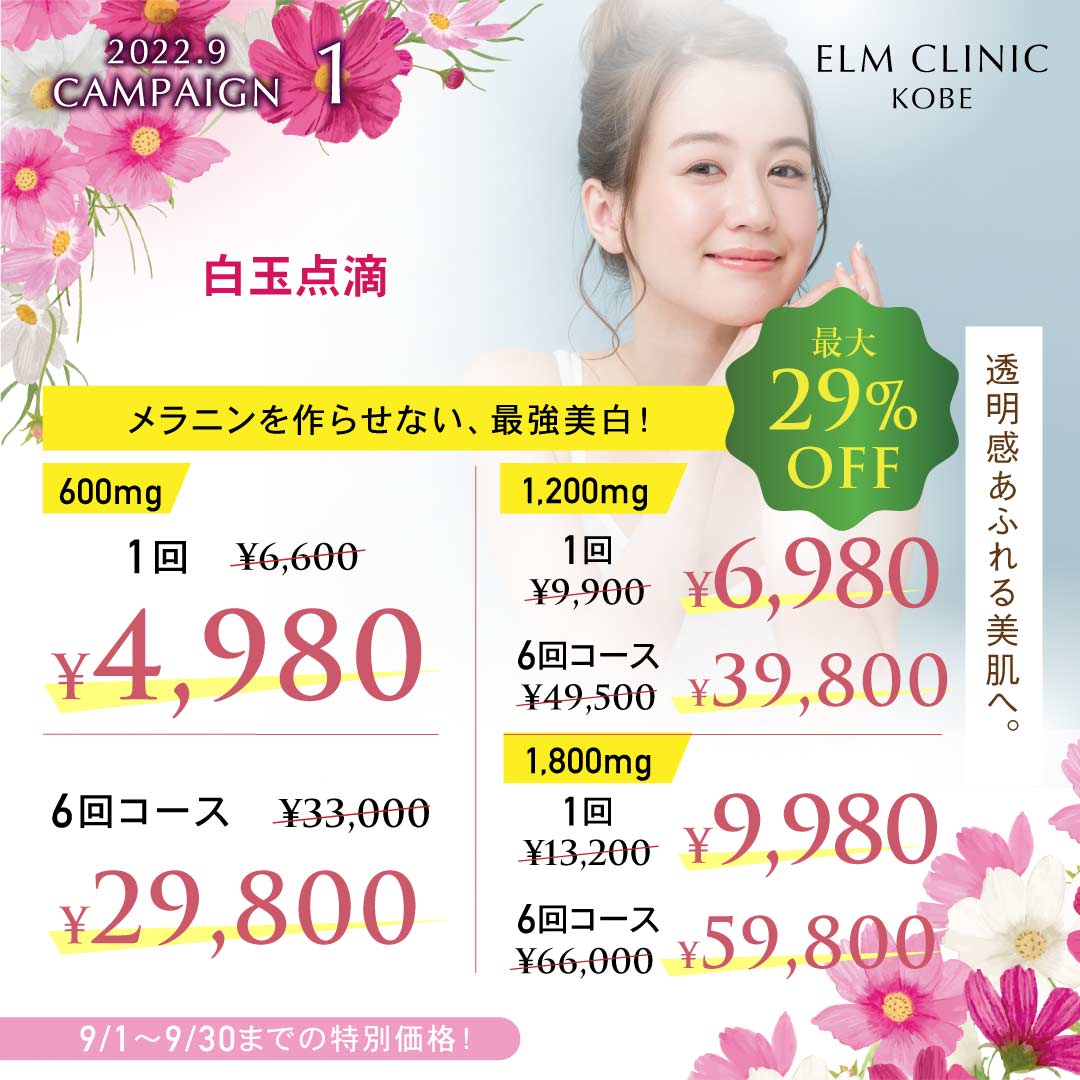 2022.9
CAMPAIGN 1
ELM CLINIC
KOBE
白玉点滴
最大
29%
OFF
メラニンを作らせない、最強美白!
透明感あふれる美肌へ。
600mg
1回 ¥6,600
¥4,980
6回コース ¥33,000
¥29,800
1,200mg
1回
¥9,900 ¥6,980
6回コース
¥49,500 ¥39,800
1,800mg
1回
¥13,200 ¥9,980
6回コース
¥66,000 ¥59,800
9/1〜9/30までの特別価格!